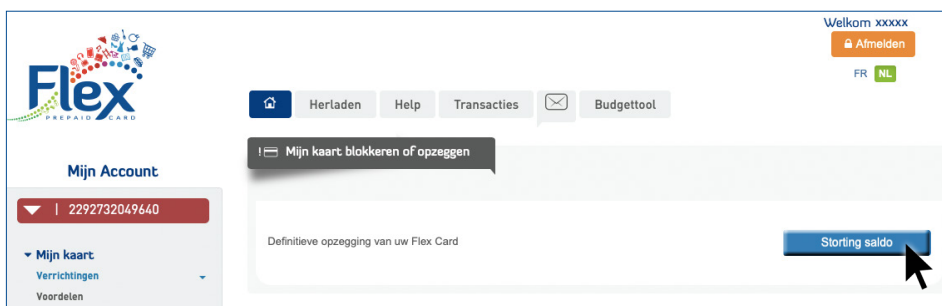 Welkom xxxxx
Afmelden
FR NL
Flex
PREPAID CARD
Herladen Help Transacties Budgettool
! Mijn kaart blokkeren of opzeggen
Mijn Account
| 2292732049640
Definitieve opzegging van uw Flex Card
Storting saldo
Mijn kaart
Verrichtingen
Voordelen